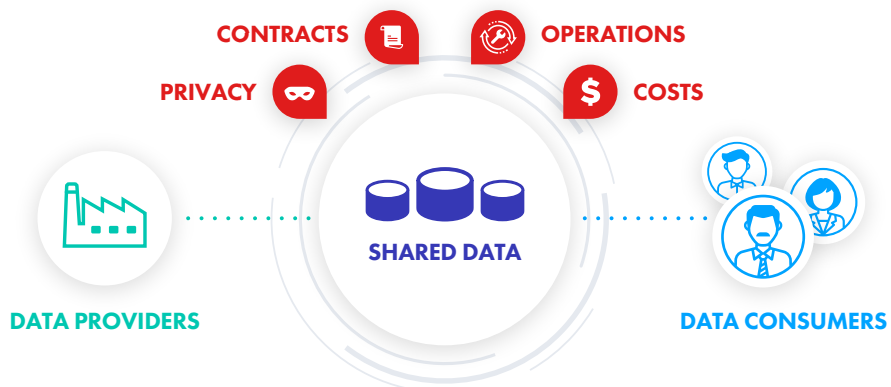 CONTRACTS
OPERATIONS
PRIVACY
$
COSTS
SHARED DATA
DATA PROVIDERS
DATA CONSUMERS